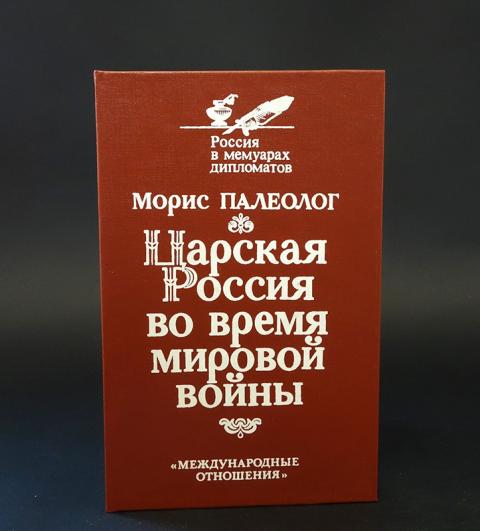 Россия
в мемуарах
дипломатов
Морис ПАЛЕОЛОГ
Царская
Россия
во время
мировой
войны
«МЕЖДУНАРОДНЫЕ
ОТНОШЕНИЯ»